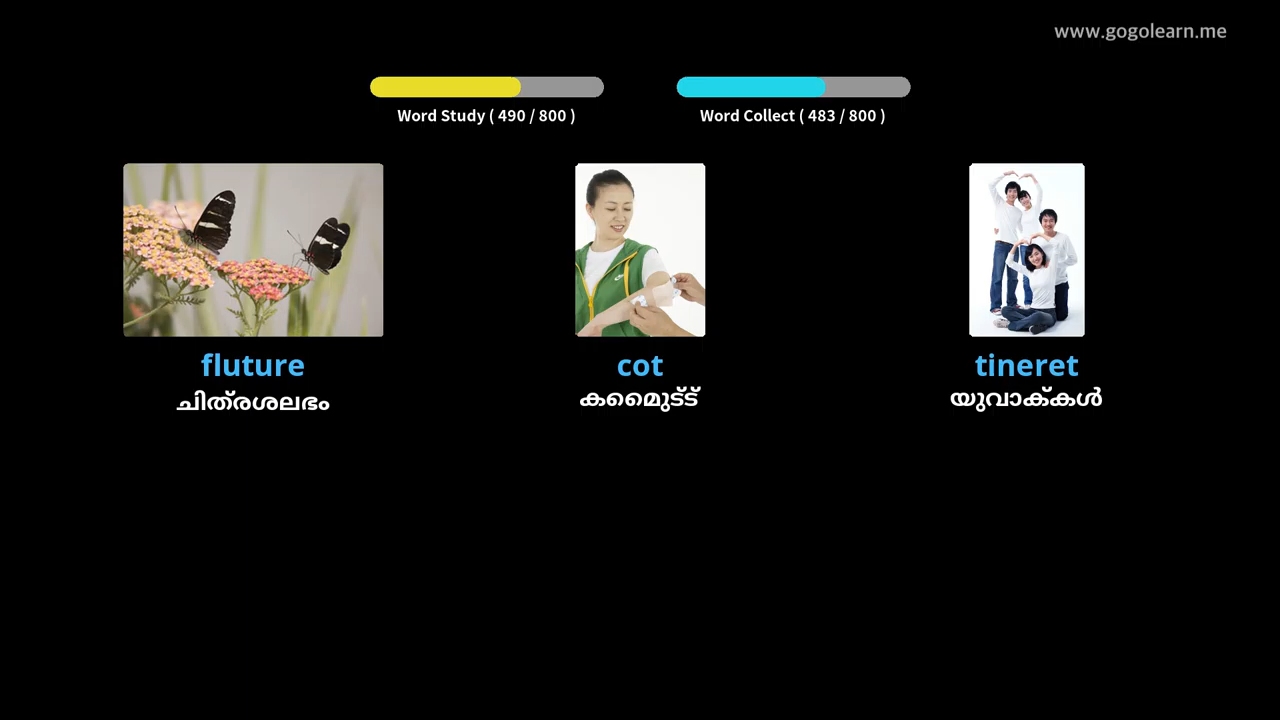 www.gogolearn.me
Word Study ( 490 / 800 )
Word Collect ( 483 / 800 )
fluture
cot
tineret
ചിത്രശലഭം
കൈമുട്ട്
യുവാക്കൾ